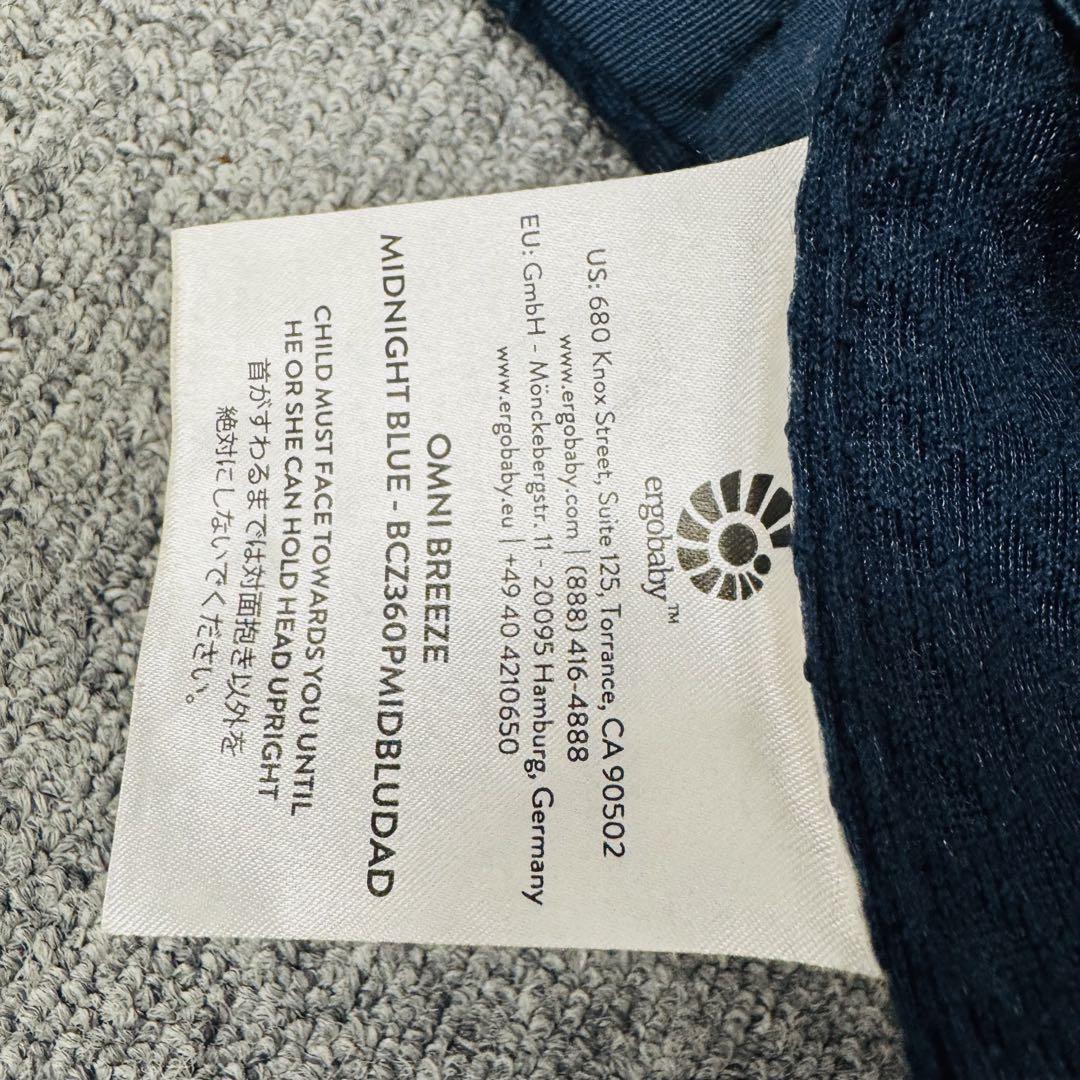 ergobaby™
US: 680 Knox Street, Suite 125, Torrance, CA 90502
www.ergobaby.com | (888) 416-4888
EU: GmbH - Mönckebergstr. 11 - 20095 Hamburg, Germany
www.ergobaby.eu | +49 40 4210650
OMNI BREEZE
MIDNIGHT BLUE - BCZ360PMIDBLUDAD
CHILD MUST FACE TOWARDS YOU UNTIL
HE OR SHE CAN HOLD HEAD UPRIGHT
首がすわるまでは対面抱き以外を
絶対にしないでください。